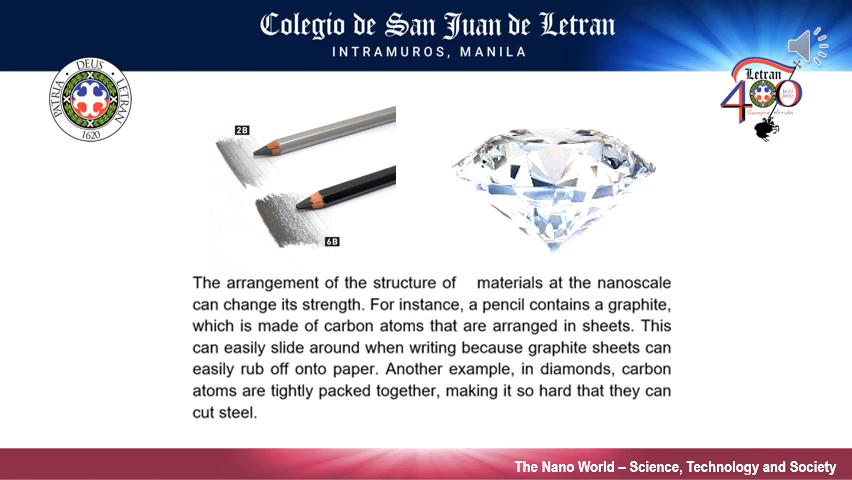 Colegio de San Juan de Letran
INTRAMUROS, MANILA
DEUS
PATRIA
LETRAN
1620
Letran
400
2B
6B
The arrangement of the structure of materials at the nanoscale
can change its strength. For instance, a pencil contains a graphite,
which is made of carbon atoms that are arranged in sheets. This
can easily slide around when writing because graphite sheets can
easily rub off onto paper. Another example, in diamonds, carbon
atoms are tightly packed together, making it so hard that they can
cut steel.
The Nano World – Science, Technology and Society